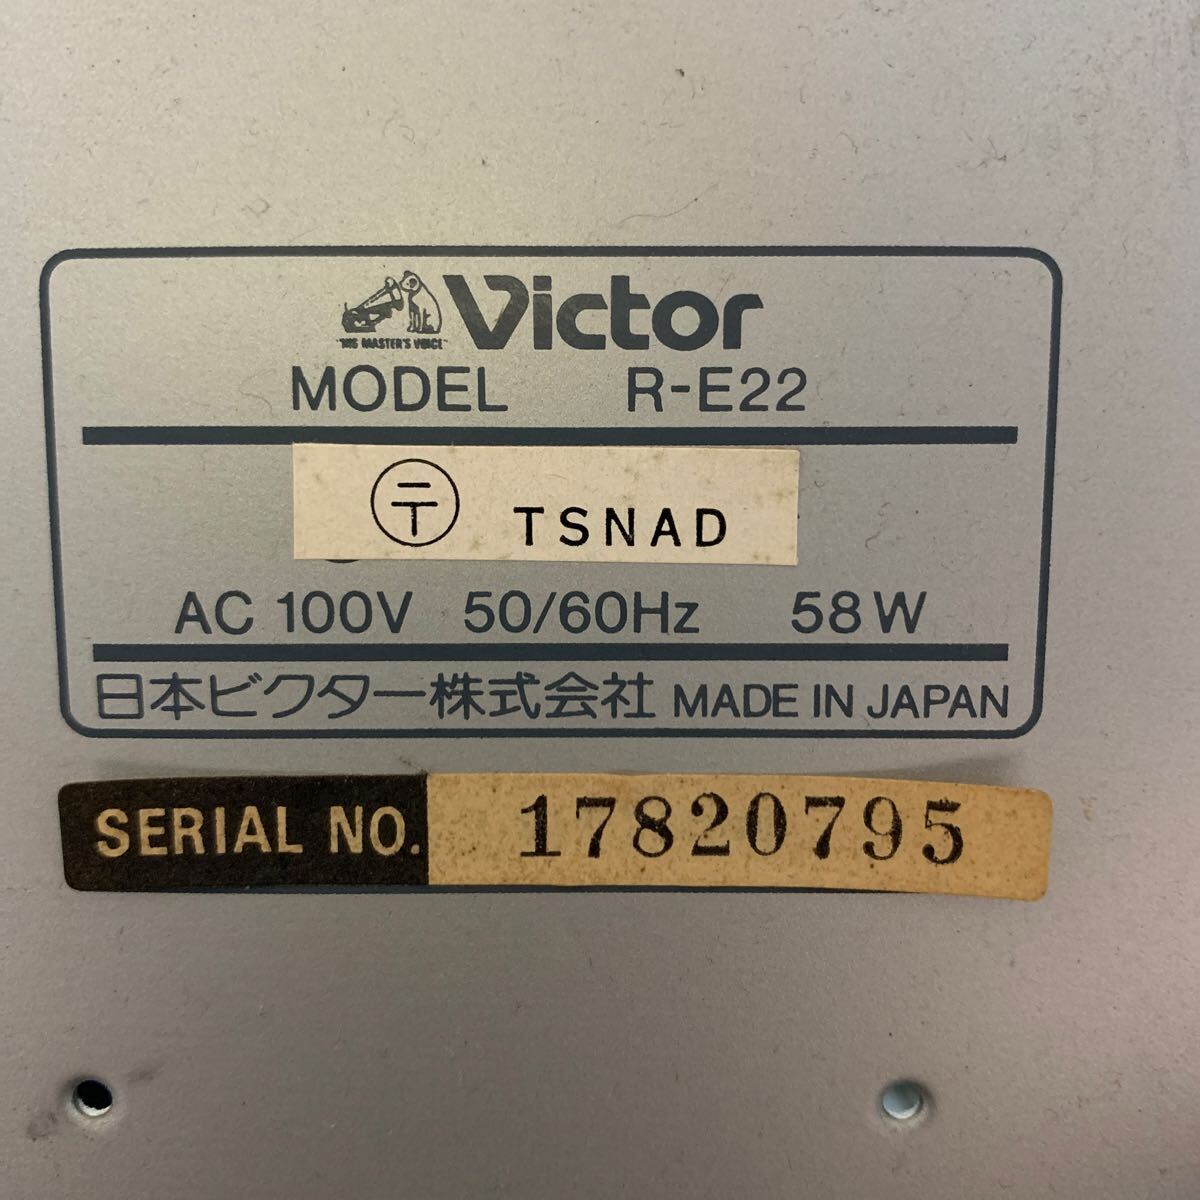 Victor
"HIS MASTER'S VOICE"
MODEL R-E22
〒 TSNAD
AC 100V 50/60Hz 58W
日本ビクター株式会社 MADE IN JAPAN
SERIAL NO. 17820795